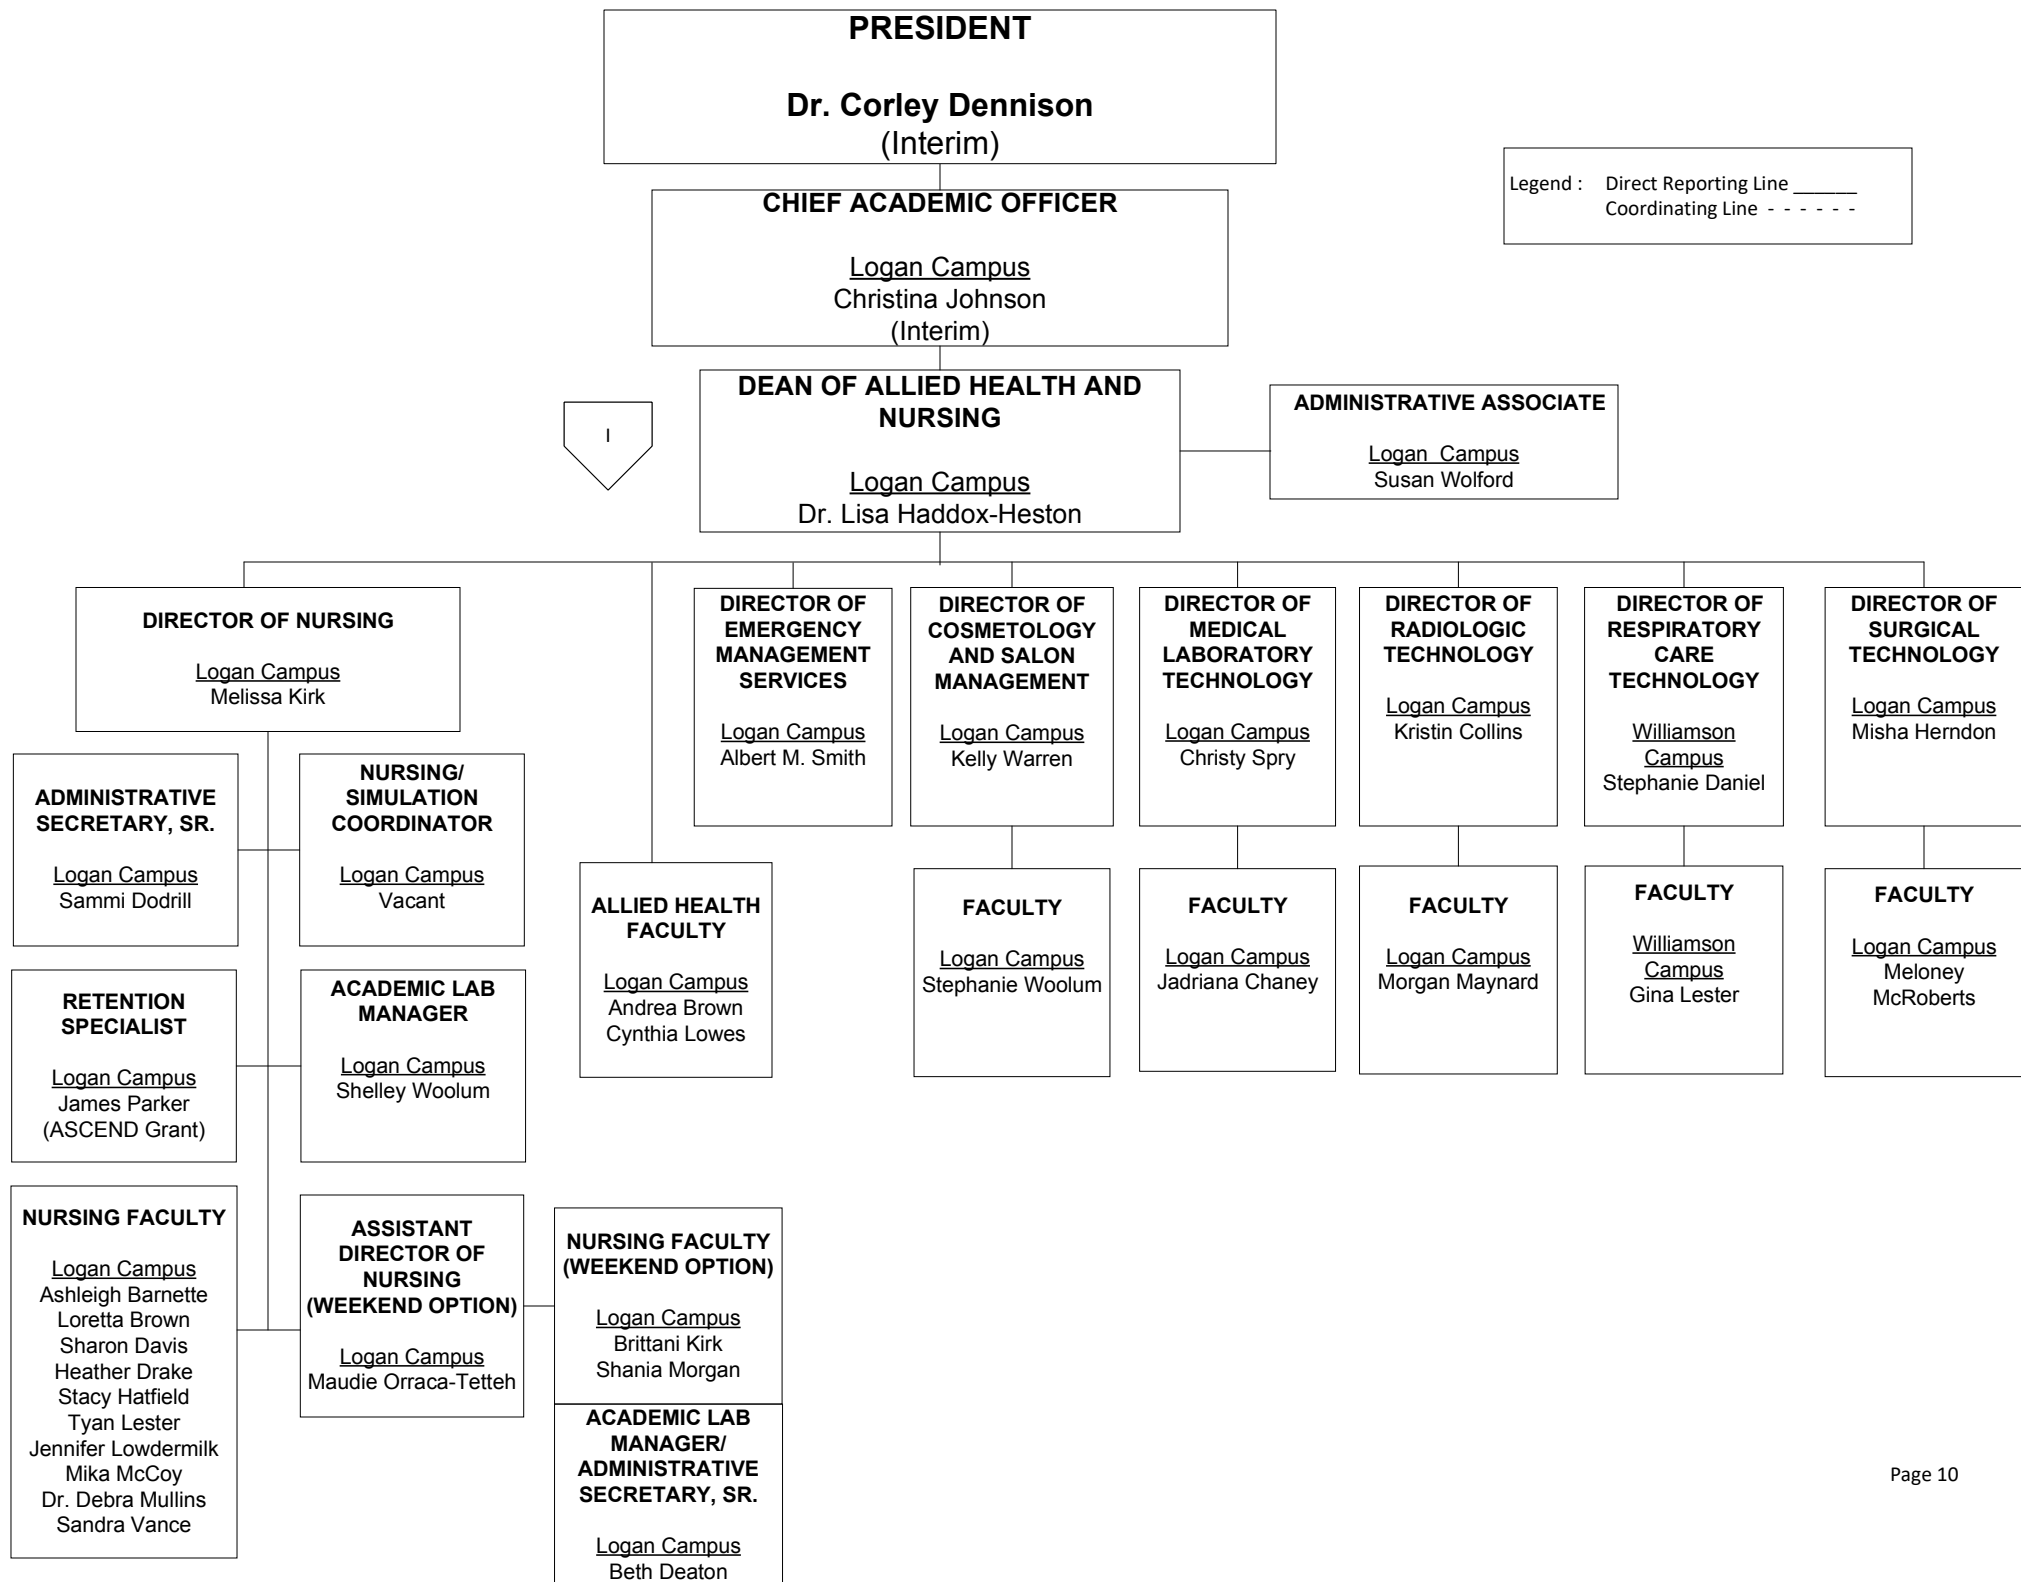 PRESIDENT
Dr. Corley Dennison
(Interim)
Legend : Direct Reporting Line ______
Coordinating Line - - - - - -
CHIEF ACADEMIC OFFICER
Logan Campus
Christina Johnson
(Interim)
DEAN OF ALLIED HEALTH AND
NURSING
Logan Campus
Dr. Lisa Haddox-Heston
I
ADMINISTRATIVE ASSOCIATE
Logan Campus
Susan Wolford
DIRECTOR OF NURSING
Logan Campus
Melissa Kirk
DIRECTOR OF
EMERGENCY
MANAGEMENT
SERVICES
Logan Campus
Albert M. Smith
DIRECTOR OF
COSMETOLOGY
AND SALON
MANAGEMENT
Logan Campus
Kelly Warren
DIRECTOR OF
MEDICAL
LABORATORY
TECHNOLOGY
Logan Campus
Christy Spry
DIRECTOR OF
RADIOLOGIC
TECHNOLOGY
Logan Campus
Kristin Collins
DIRECTOR OF
RESPIRATORY
CARE
TECHNOLOGY
Williamson
Campus
Stephanie Daniel
DIRECTOR OF
SURGICAL
TECHNOLOGY
Logan Campus
Misha Herndon
ADMINISTRATIVE
SECRETARY, SR.
Logan Campus
Sammi Dodrill
NURSING/
SIMULATION
COORDINATOR
Logan Campus
Vacant
ALLIED HEALTH
FACULTY
Logan Campus
Andrea Brown
Cynthia Lowes
FACULTY
Logan Campus
Stephanie Woolum
FACULTY
Logan Campus
Jadriana Chaney
FACULTY
Logan Campus
Morgan Maynard
FACULTY
Williamson
Campus
Gina Lester
FACULTY
Logan Campus
Meloney
McRoberts
RETENTION
SPECIALIST
Logan Campus
James Parker
(ASCEND Grant)
ACADEMIC LAB
MANAGER
Logan Campus
Shelley Woolum
NURSING FACULTY
Logan Campus
Ashleigh Barnette
Loretta Brown
Sharon Davis
Heather Drake
Stacy Hatfield
Tyan Lester
Jennifer Lowdermilk
Mika McCoy
Dr. Debra Mullins
Sandra Vance
ASSISTANT
DIRECTOR OF
NURSING
(WEEKEND OPTION)
Logan Campus
Maudie Orraca-Tetteh
NURSING FACULTY
(WEEKEND OPTION)
Logan Campus
Brittani Kirk
Shania Morgan
ACADEMIC LAB
MANAGER/
ADMINISTRATIVE
SECRETARY, SR.
Logan Campus
Beth Deaton
Page 10